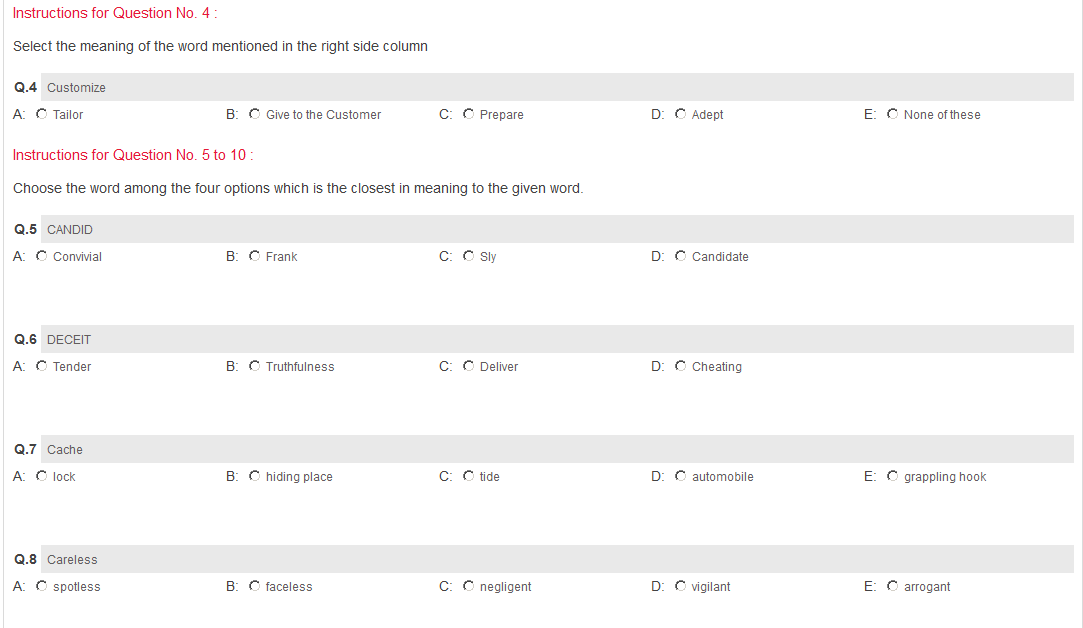 Instructions for Question No. 4 :
Select the meaning of the word mentioned in the right side column
Q.4 Customize
A: Tailor B: Give to the Customer C: Prepare D: Adept E: None of these
Instructions for Question No. 5 to 10 :
Choose the word among the four options which is the closest in meaning to the given word.
Q.5 CANDID
A: Convivial B: Frank C: Sly D: Candidate
Q.6 DECEIT
A: Tender B: Truthfulness C: Deliver D: Cheating
Q.7 Cache
A: lock B: hiding place C: tide D: automobile E: grappling hook
Q.8 Careless
A: spotless B: faceless C: negligent D: vigilant E: arrogant